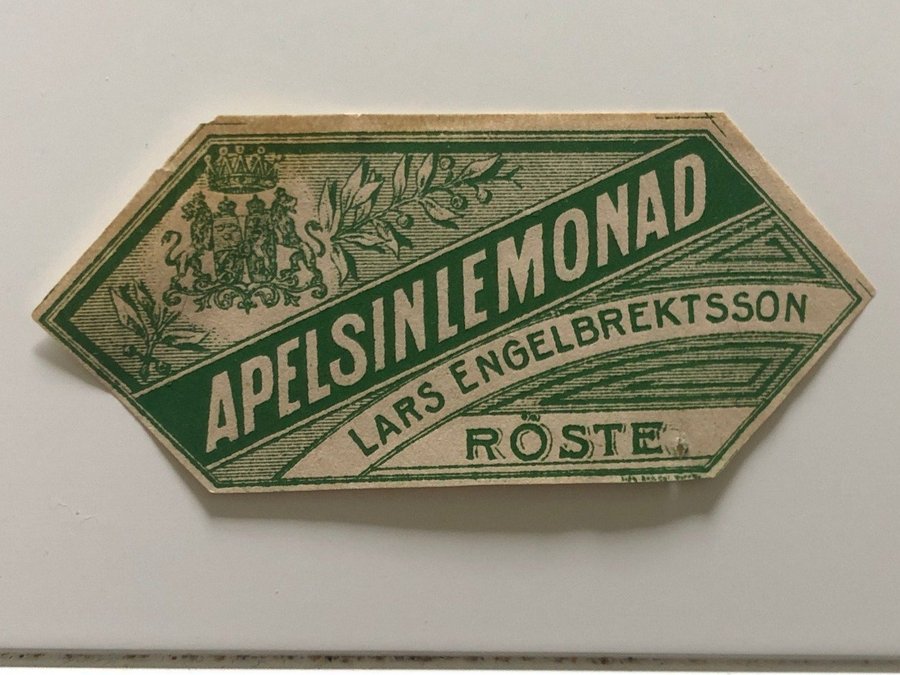 APELSINLEMONAD
LARS ENGELBREKTSSON
RÖSTE